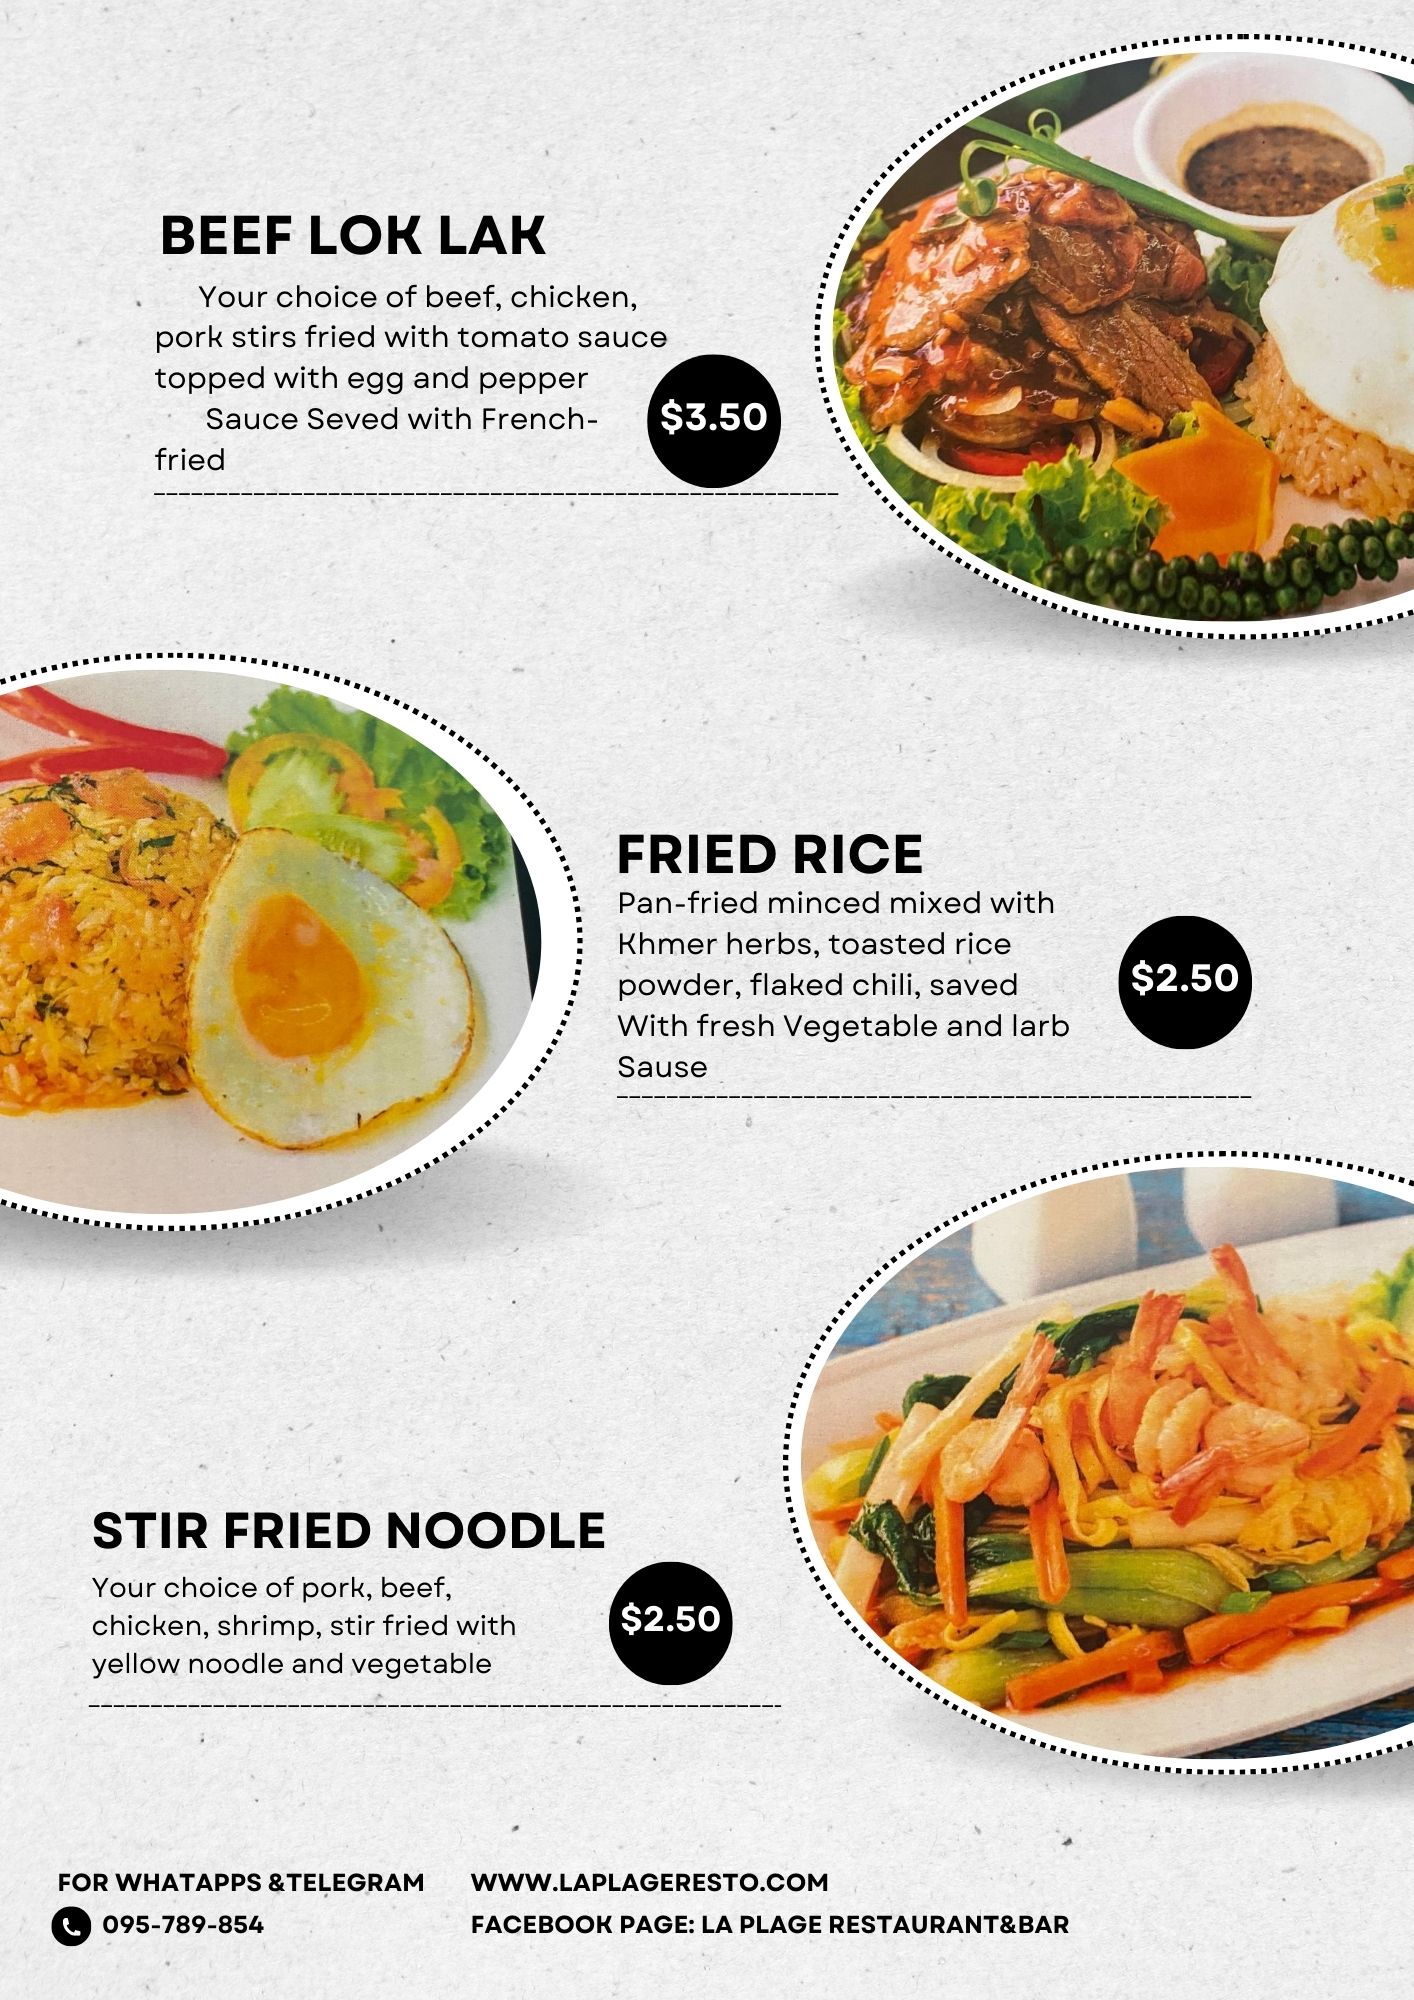 BEEF LOK LAK
Your choice of beef, chicken,
pork stirs fried with tomato sauce
topped with egg and pepper
Sauce Seved with French-
fried
$3.50
FRIED RICE
Pan-fried minced mixed with
Khmer herbs, toasted rice
powder, flaked chili, saved
With fresh Vegetable and larb
Sause
$2.50
STIR FRIED NOODLE
Your choice of pork, beef,
chicken, shrimp, stir fried with
yellow noodle and vegetable
$2.50
FOR WHATAPPS &TELEGRAM
095-789-854
WWW.LAPLAGERESTO.COM
FACEBOOK PAGE: LA PLAGE RESTAURANT&BAR